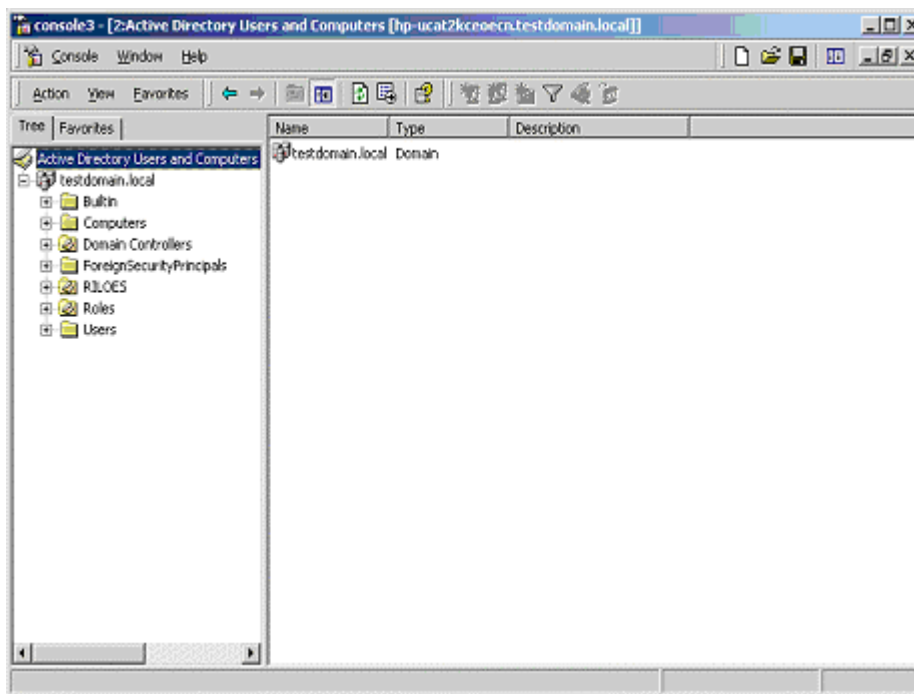 console3 - [2:Active Directory Users and Computers [hp-ucat2kceoecn.testdomain.local]]
Console Window Help
Action View Favorites
Tree Favorites
Name Type Description
Active Directory Users and Computers
testdomain.local Domain
testdomain.local
Builtin
Computers
Domain Controllers
ForeignSecurityPrincipals
RILOES
Roles
Users